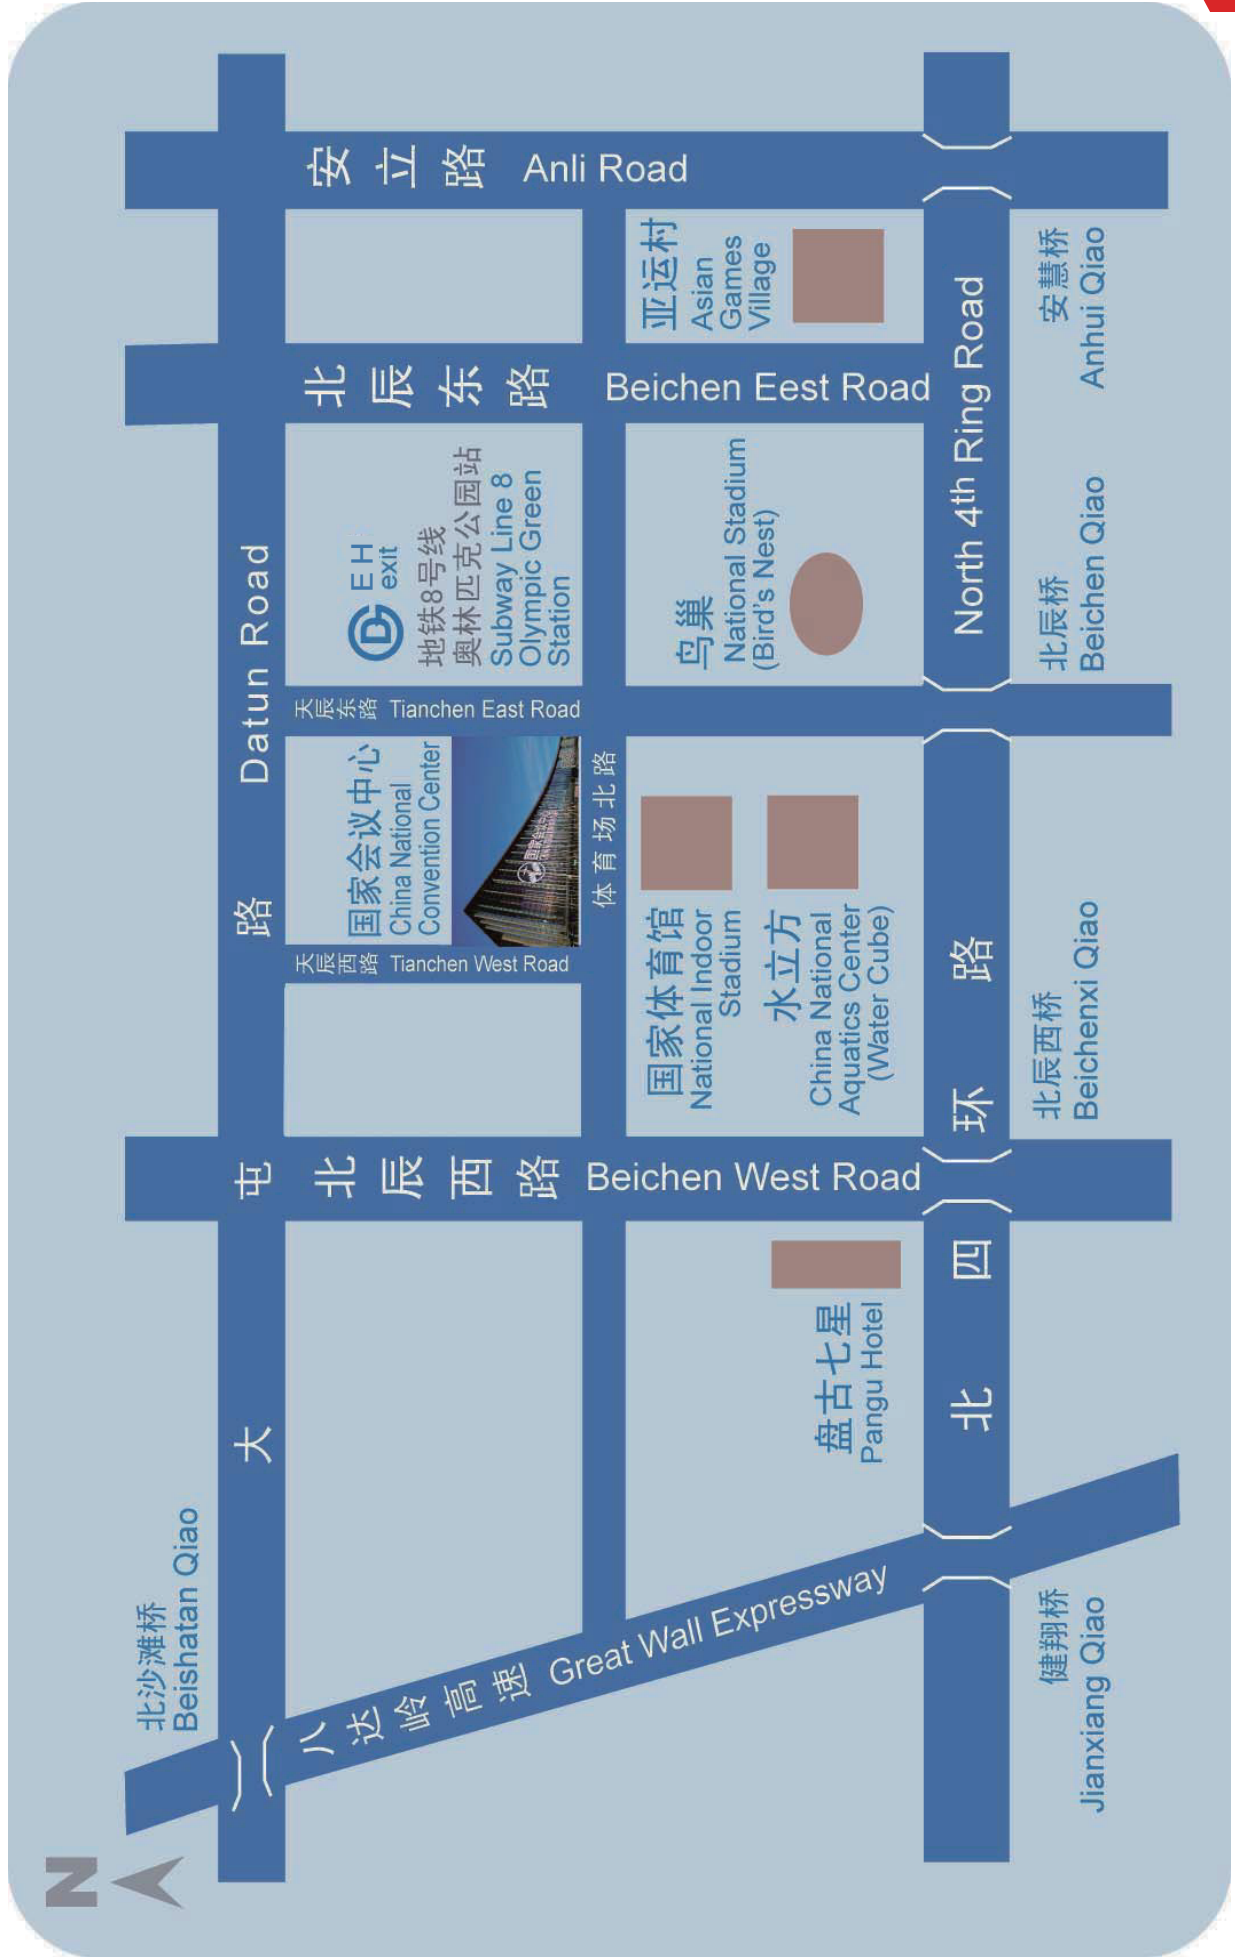 N
北沙滩桥
Beishatan Qiao
大 屯 路 Datun Road
八达岭高速 Great Wall Expressway
北辰西路 Beichen West Road
天辰西路 Tianchen West Road
国家会议中心
China National
Convention Center
国家会议中心
天辰东路 Tianchen East Road
E H
exit
地铁8号线
奥林匹克公园站
Subway Line 8
Olympic Green
Station
北辰东路 Beichen Eest Road
安立路 Anli Road
体育场北路
盘古七星
Pangu Hotel
国家体育馆
National Indoor
Stadium
水立方
China National
Aquatics Center
(Water Cube)
鸟巢
National Stadium
(Bird's Nest)
亚运村
Asian
Games
Village
北 四 环 路 North 4th Ring Road
健翔桥
Jianxiang Qiao
北辰西桥
Beichenxi Qiao
北辰桥
Beichen Qiao
安慧桥
Anhui Qiao